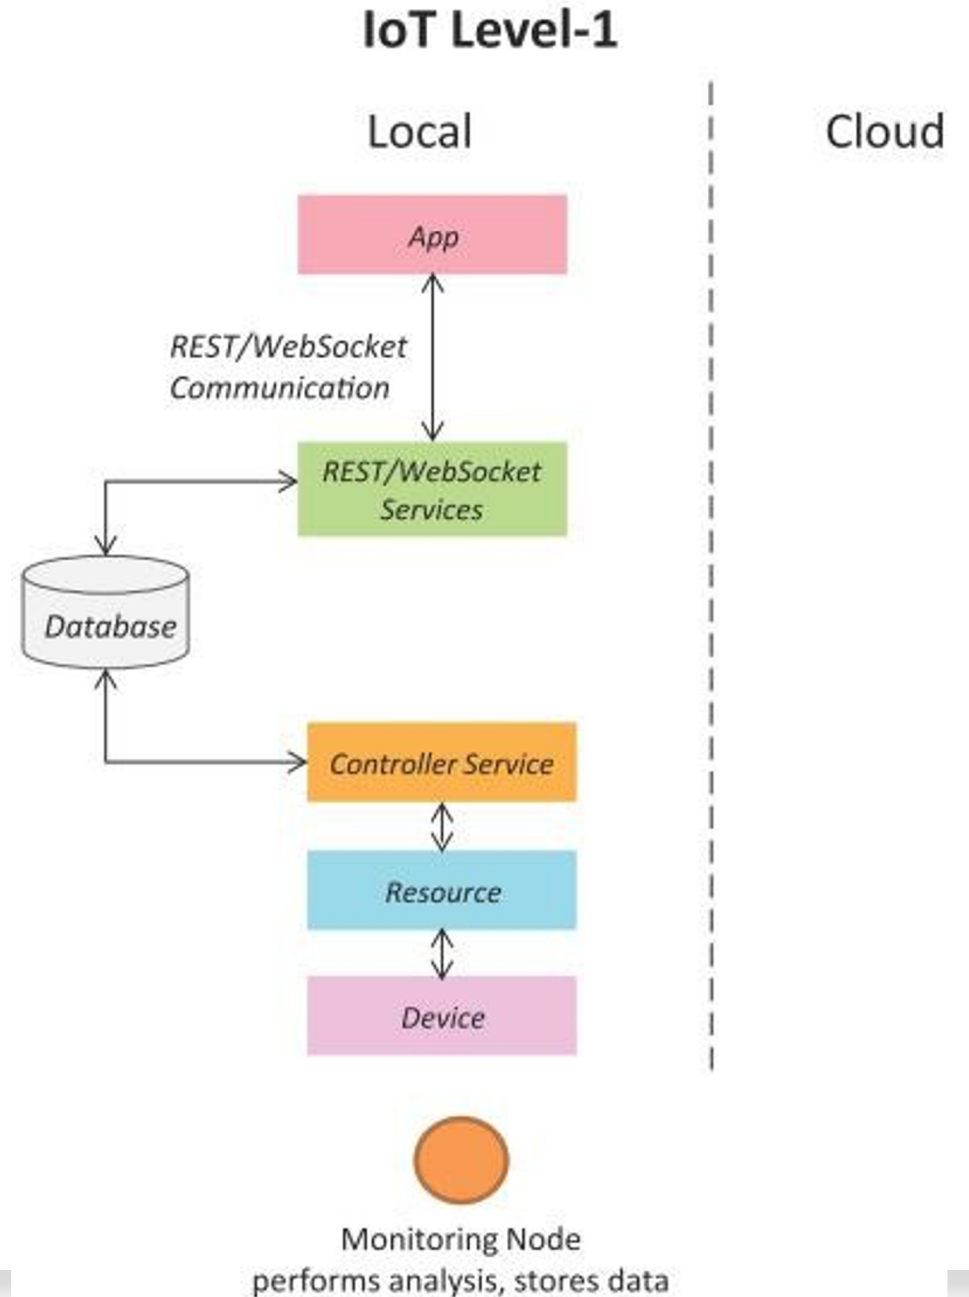 IoT Level-1
Local
Cloud
App
REST/WebSocket
Communication
REST/WebSocket
Services
Database
Controller Service
Resource
Device
Monitoring Node
performs analysis, stores data